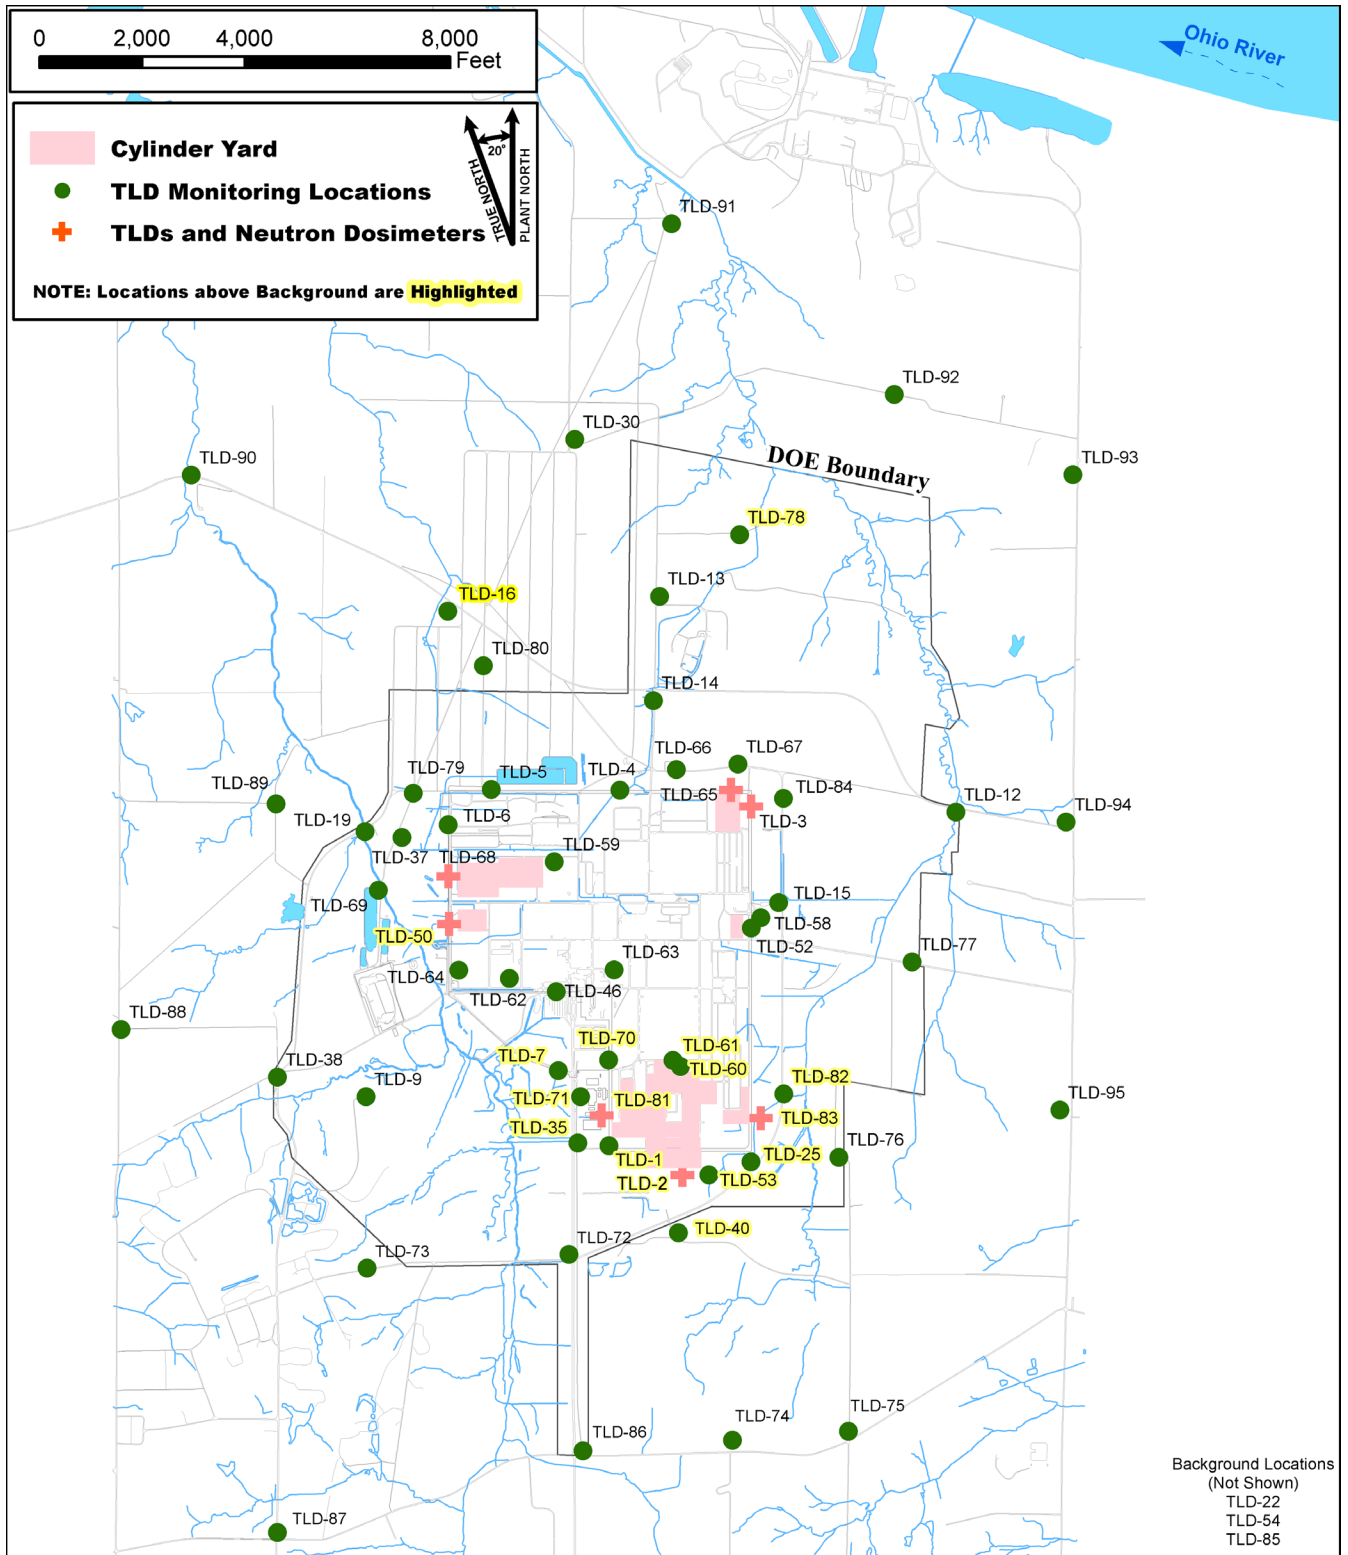 0 2,000 4,000 8,000
Feet
Ohio River
Cylinder Yard
TLD Monitoring Locations
TLDs and Neutron Dosimeters
20°
TRUE NORTH
PLANT NORTH
NOTE: Locations above Background are Highlighted
TLD-91
TLD-92
TLD-30
TLD-90
DOE Boundary
TLD-93
TLD-78
TLD-13
TLD-16
TLD-80
TLD-14
TLD-66
TLD-67
TLD-79
TLD-5
TLD-4
TLD-89
TLD-65
TLD-84
TLD-12
TLD-94
TLD-19
TLD-6
TLD-3
TLD-59
TLD-37
TLD-68
TLD-69
TLD-15
TLD-58
TLD-50
TLD-52
TLD-77
TLD-63
TLD-64
TLD-62
TLD-46
TLD-88
TLD-70
TLD-61
TLD-7
TLD-60
TLD-38
TLD-9
TLD-82
TLD-71
TLD-81
TLD-95
TLD-83
TLD-35
TLD-76
TLD-1
TLD-25
TLD-2
TLD-53
TLD-40
TLD-72
TLD-73
TLD-75
TLD-74
TLD-86
Background Locations
(Not Shown)
TLD-22
TLD-54
TLD-85
TLD-87